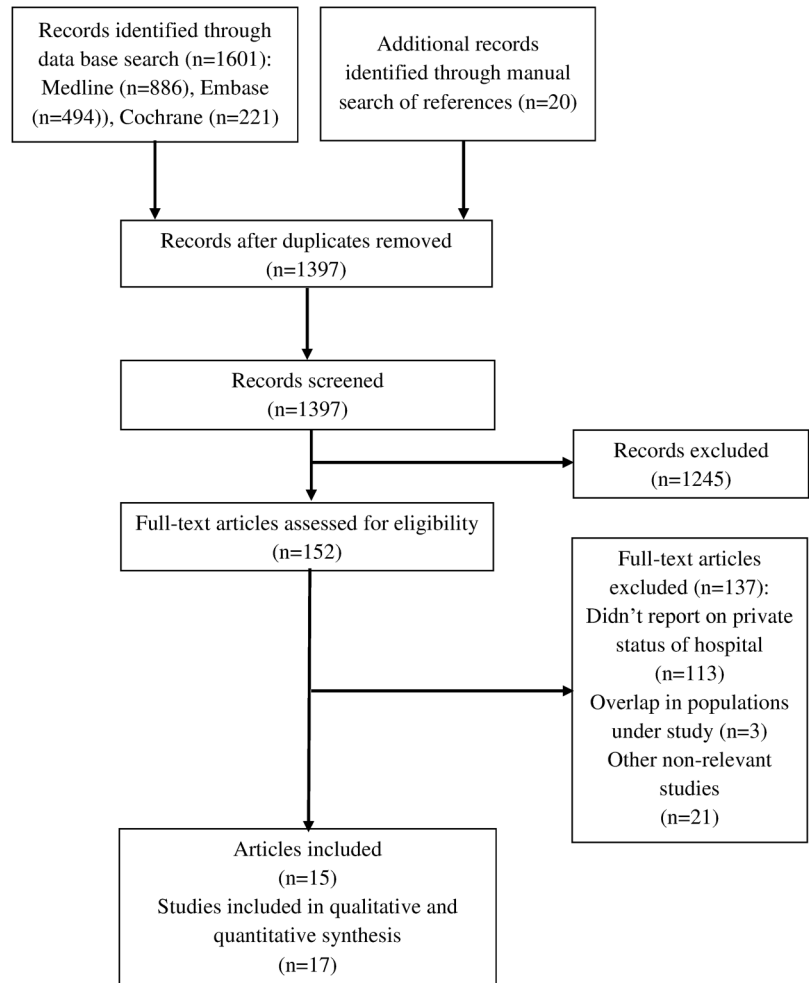 Records identified through
data base search (n=1601):
Medline (n=886), Embase
(n=494)), Cochrane (n=221)
Additional records
identified through manual
search of references (n=20)
Records after duplicates removed
(n=1397)
Records screened
(n=1397)
Records excluded
(n=1245)
Full-text articles assessed for eligibility
(n=152)
Full-text articles
excluded (n=137):
Didn’t report on private
status of hospital
(n=113)
Overlap in populations
under study (n=3)
Other non-relevant
studies
(n=21)
Articles included
(n=15)
Studies included in qualitative and
quantitative synthesis
(n=17)